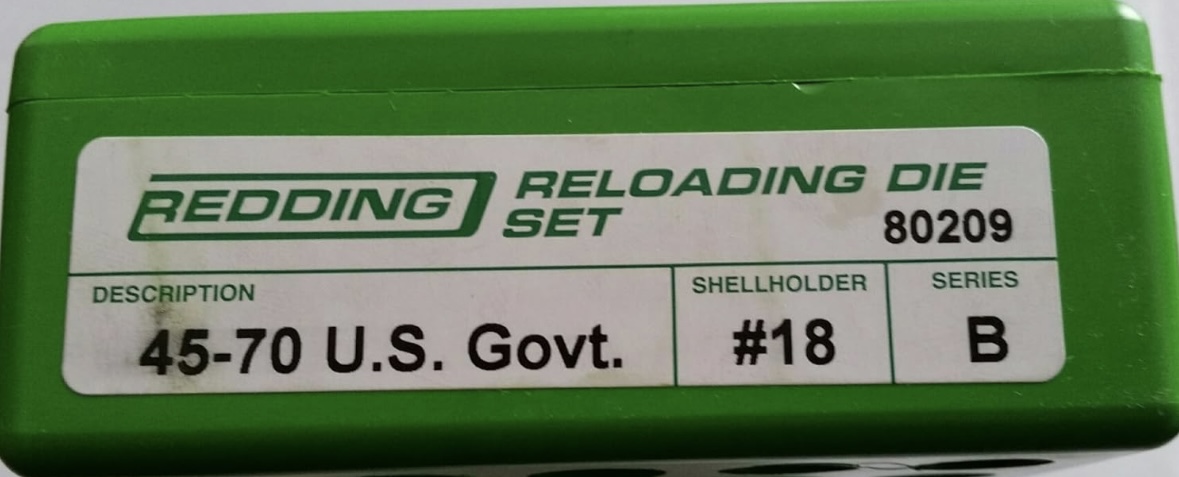 REDDING RELOADING DIE
SET
80209
DESCRIPTION
45-70 U.S. Govt.
SHELLHOLDER
#18
SERIES
B